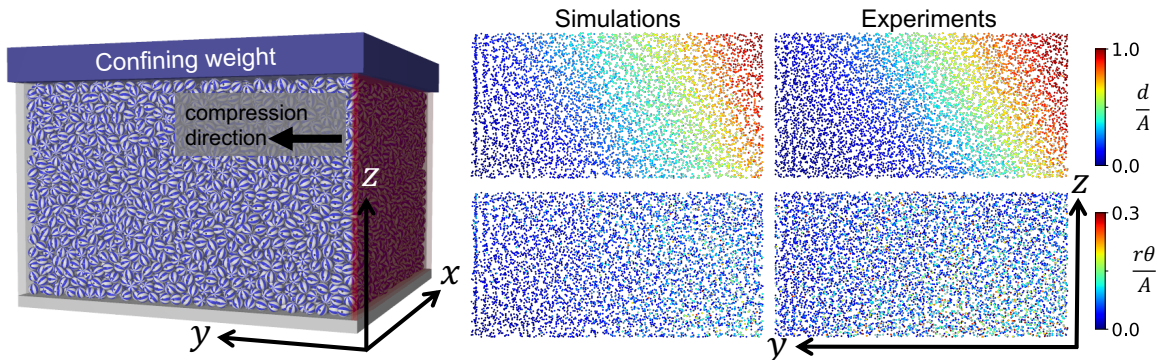 Confining weight
compression
direction
z
x
y
Simulations
Experiments
1.0
d
A
0.0
z
0.3
rθ
A
0.0
y